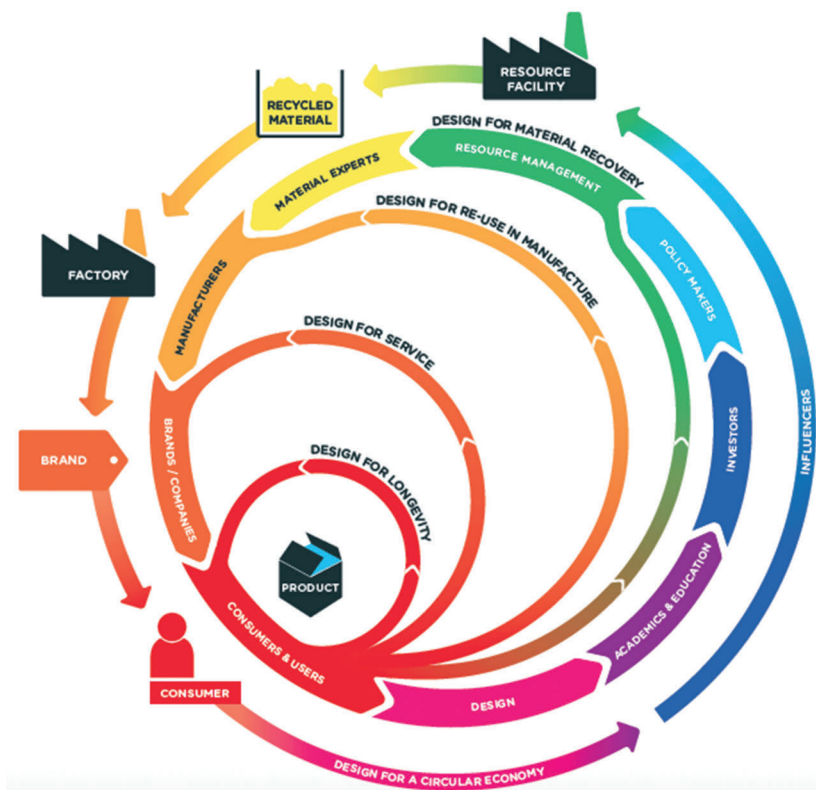 RESOURCE
FACILITY
RECYCLED
MATERIAL
DESIGN FOR MATERIAL RECOVERY
RESOURCE MANAGEMENT
MATERIAL EXPERTS
DESIGN FOR RE-USE IN MANUFACTURE
POLICY MAKERS
FACTORY
MANUFACTURERS
DESIGN FOR SERVICE
INFLUENCERS
INVESTORS
BRAND
BRANDS / COMPANIES
DESIGN FOR LONGEVITY
PRODUCT
ACADEMICS & EDUCATION
CONSUMERS & USERS
CONSUMER
DESIGN
DESIGN FOR A CIRCULAR ECONOMY